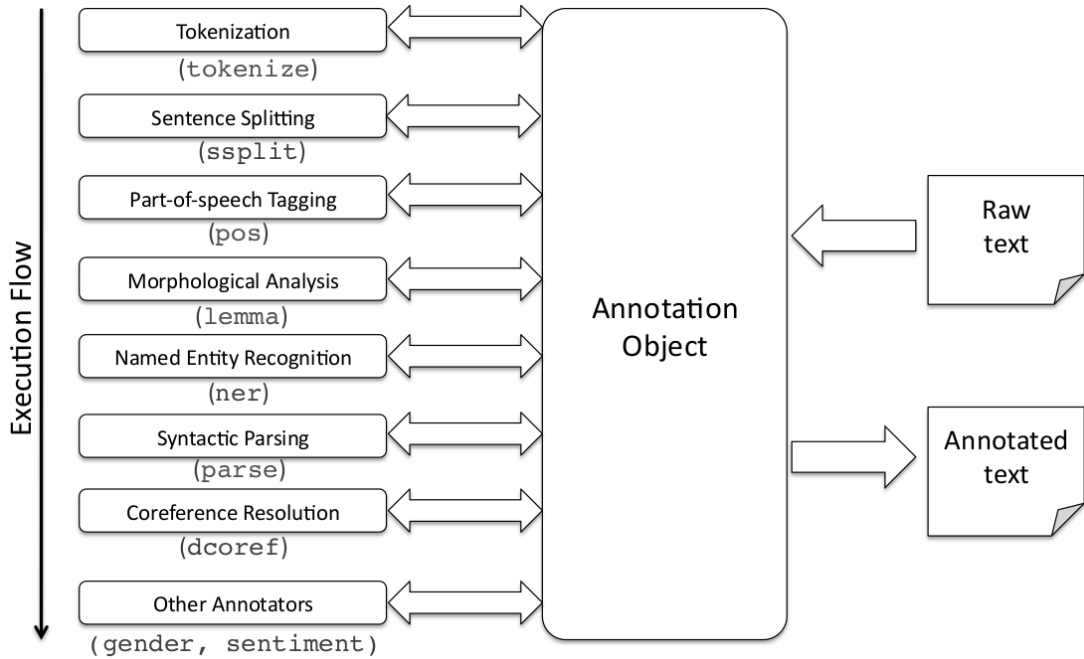 Execution Flow
Tokenization
(tokenize)
Sentence Splitting
(ssplit)
Part-of-speech Tagging
(pos)
Morphological Analysis
(lemma)
Named Entity Recognition
(ner)
Syntactic Parsing
(parse)
Coreference Resolution
(dcoref)
Other Annotators
(gender, sentiment)
Annotation
Object
Raw
text
Annotated
text